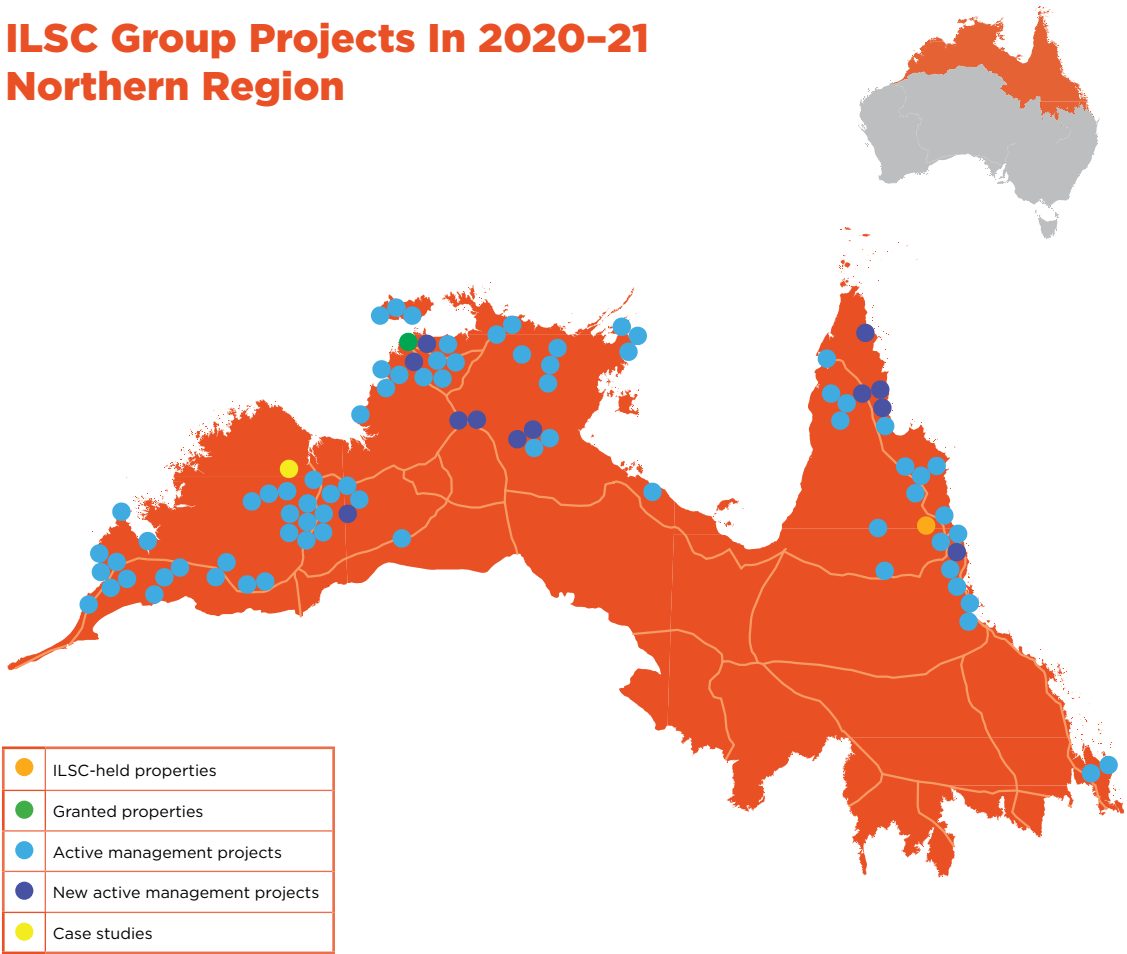 ILSC Group Projects In 2020–21
Northern Region
ILSC-held properties
Granted properties
Active management projects
New active management projects
Case studies